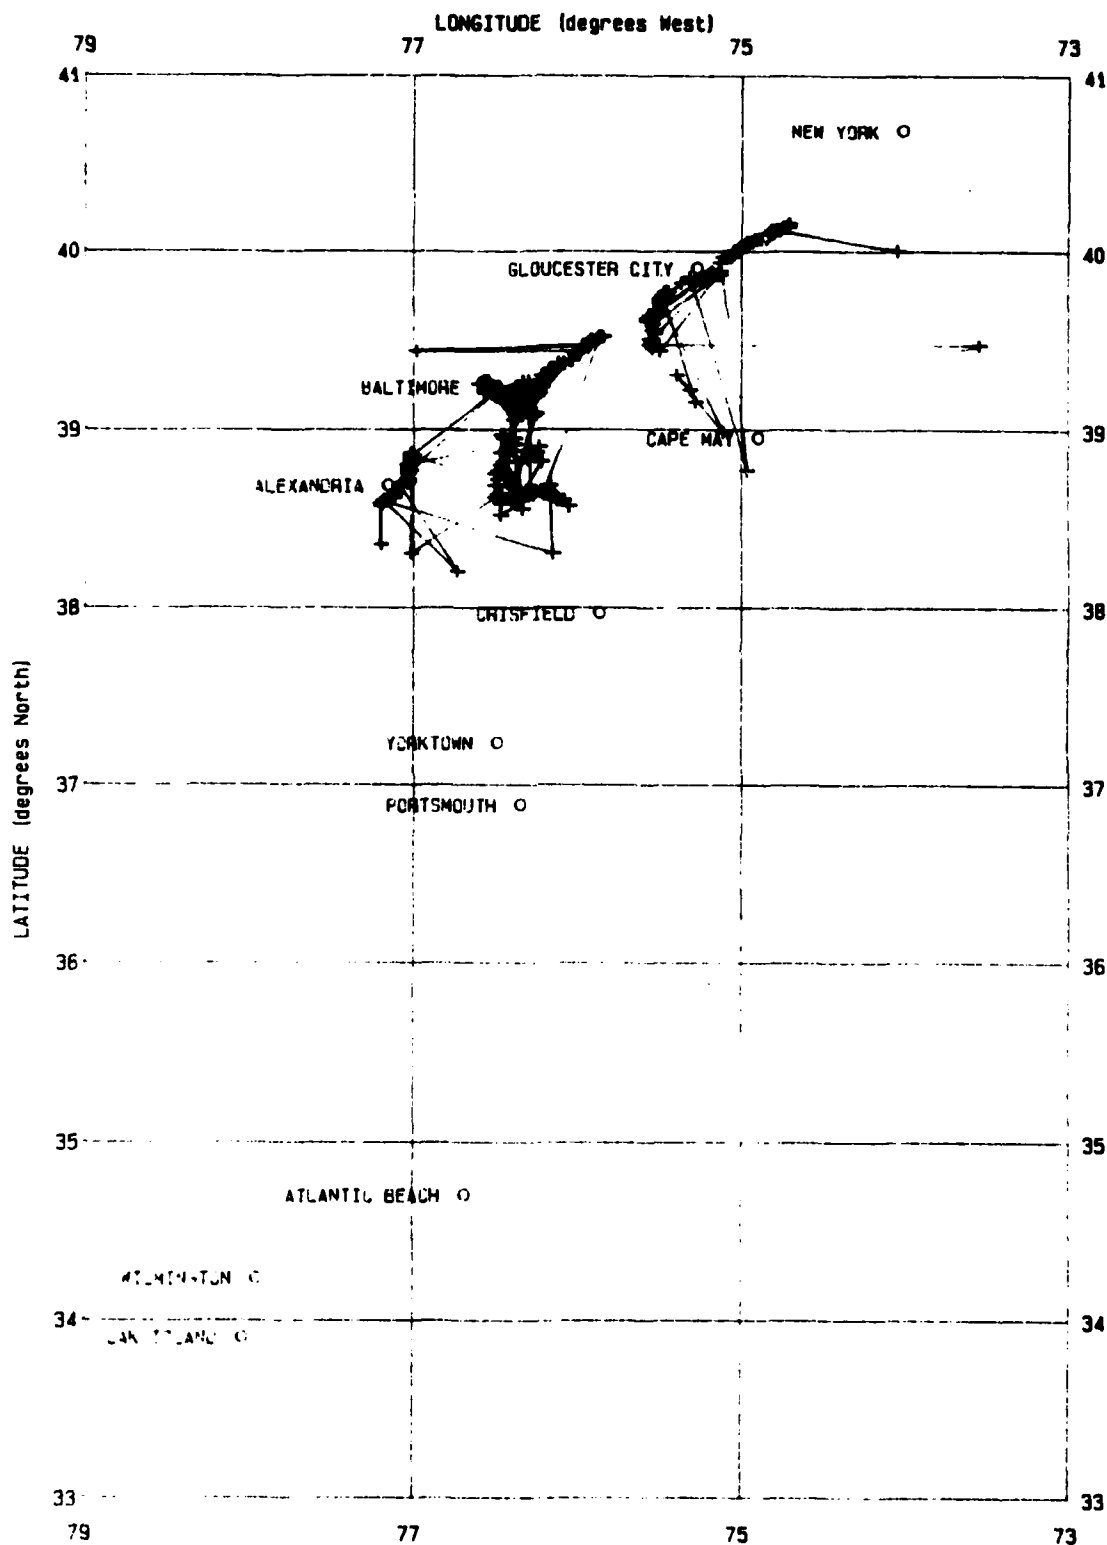 LONGITUDE (degrees West)
79 77 75 73
41 41
NEW YORK
40 40
GLOUCESTER CITY
BALTIMORE
39 39
CAPE MAY
ALEXANDRIA
38 38
CRISFIELD
LATITUDE (degrees North)
YORKTOWN
37 37
PORTSMOUTH
36 36
35 35
ATLANTIC BEACH
WILMINGTON
34 34
33 33
79 77 75 73